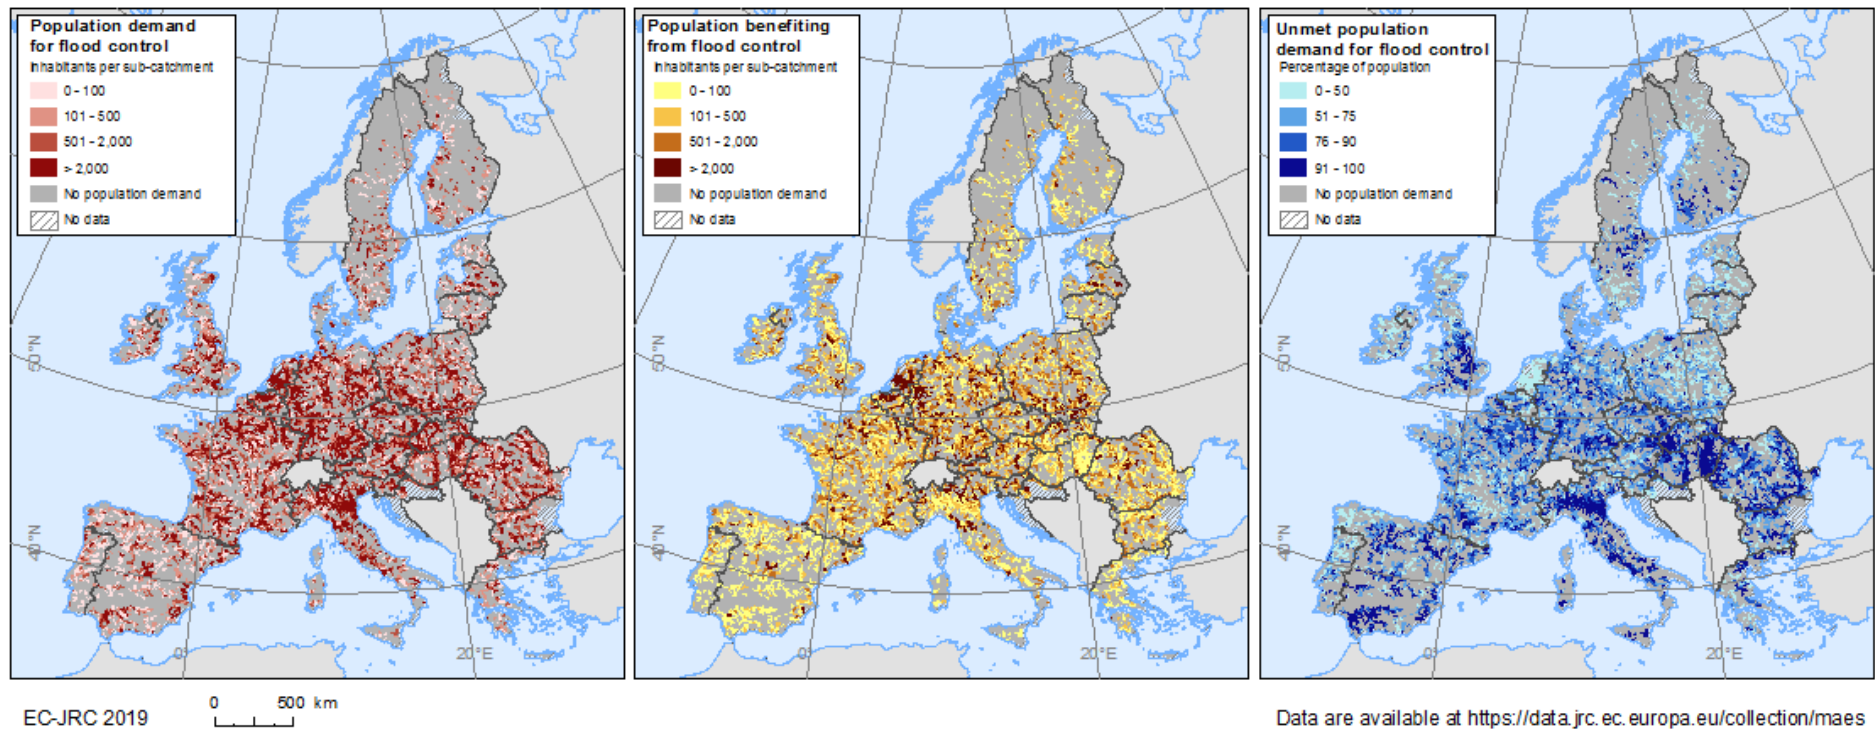 Population demand
for flood control
Inhabitants per sub-catchment
0 - 100
101 - 500
501 - 2,000
> 2,000
No population demand
No data
50°N
40°N
0°
20°E
Population benefiting
from flood control
Inhabitants per sub-catchment
0 - 100
101 - 500
501 - 2,000
> 2,000
No population demand
No data
50°N
40°N
0°
20°E
Unmet population
demand for flood control
Percentage of population
0 - 50
51 - 75
76 - 90
91 - 100
No population demand
No data
50°N
40°N
0°
20°E
EC-JRC 2019
0 500 km
Data are available at https://data.jrc.ec.europa.eu/collection/maes